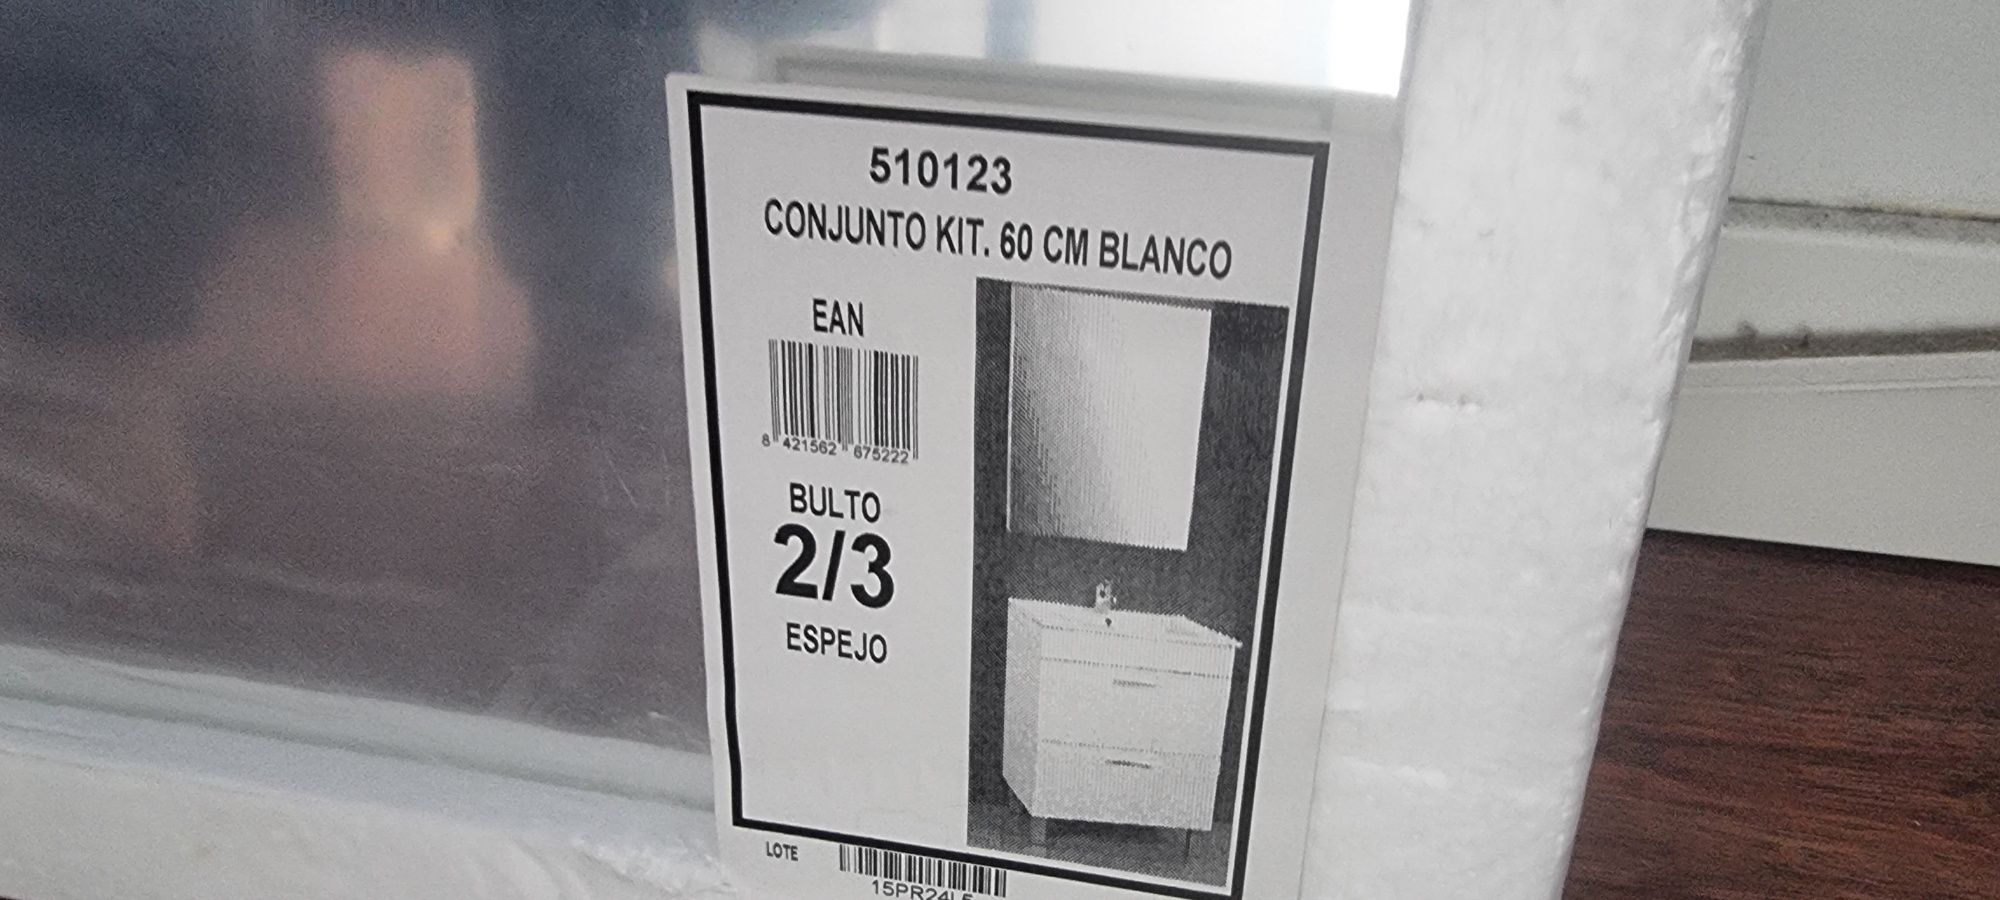 510123
CONJUNTO KIT. 60 CM BLANCO
EAN
8 421562 675222
BULTO
2/3
ESPEJO
LOTE